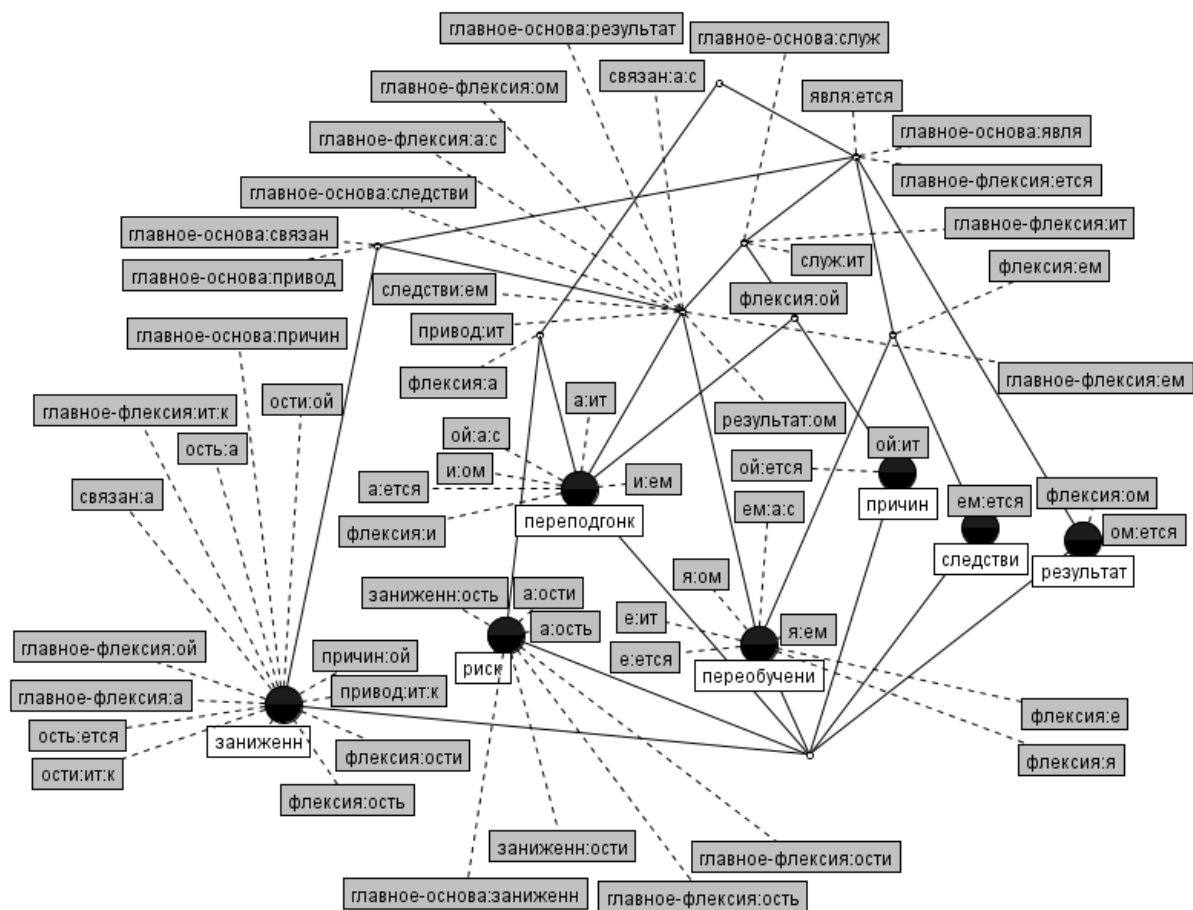 главное-основа:результат
главное-основа:служ
связан:а:с
главное-флексия:ом
явля:ется
главное-основа:явля
главное-флексия:а:с
главное-флексия:ется
главное-основа:следстви
главное-флексия:ит
главное-основа:связан
служ:ит
флексия:ем
главное-основа:привод
следстви:ем
флексия:ой
привод:ит
главное-основа:причин
флексия:а
главное-флексия:ем
ости:ой
а:ит
главное-флексия:ит:к
результат:ом
ой:а:с
ость:а
ой:ит
и:ом
ой:ется
связан:а
а:ется
и:ем
флексия:ом
ем:ется
ем:а:с
причин
флексия:и
переподгонк
ом:ется
следстви
результат
я:ом
заниженн:ость
а:ости
е:ит
а:ость
я:ем
главное-флексия:ой
причин:ой
е:ется
риск
переобучени
главное-флексия:а
привод:ит:к
флексия:е
ость:ется
заниженн
флексия:ости
флексия:я
ости:ит:к
флексия:ость
заниженн:ости
главное-флексия:ости
главное-основа:заниженн
главное-флексия:ость